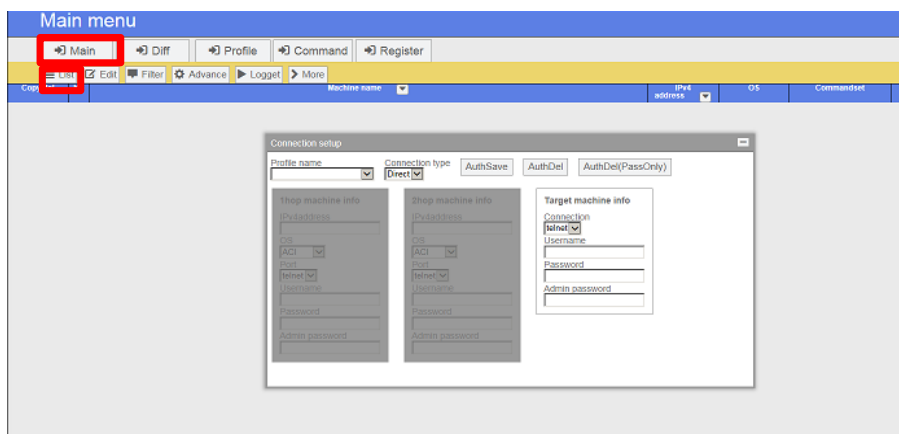 Main menu
Main Diff Profile Command Register
List Edit Filter Advance Logget More
Copy Machine name IPv4 address OS Commandset
Connection setup
Profile name Connection type AuthSave AuthDel AuthDel(PassOnly)
Direct
1hop machine info
IPv4address
OS
ACI
Port
telnet
Username
Password
Admin password
2hop machine info
IPv4address
OS
ACI
Port
telnet
Username
Password
Admin password
Target machine info
Connection
telnet
Username
Password
Admin password